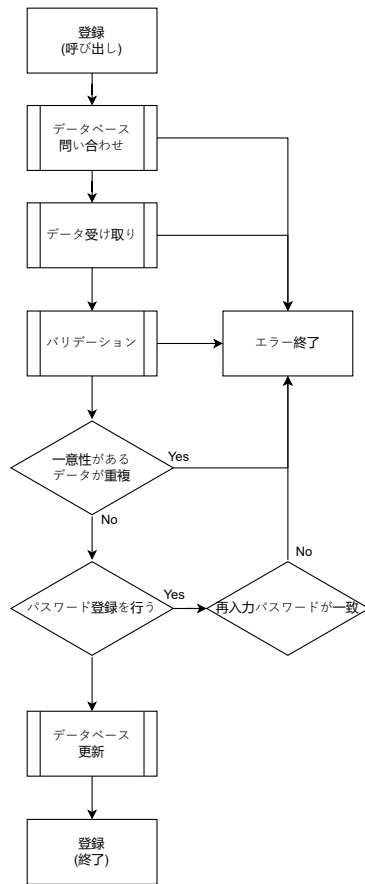 登録
(呼び出し)
データベース
問い合わせ
データ受け取り
バリデーション
エラー終了
一意性がある
データが重複
Yes
No
パスワード登録を行う
Yes
再入力パスワードが一致
No
データベース
更新
登録
(終了)